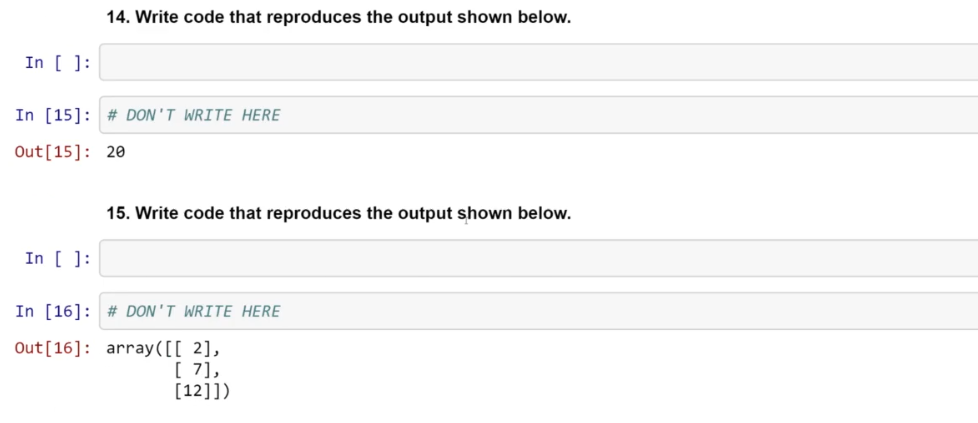 14. Write code that reproduces the output shown below.
In [ ]:
In [15]: # DON'T WRITE HERE
Out[15]: 20
15. Write code that reproduces the output shown below.
In [ ]:
In [16]: # DON'T WRITE HERE
Out[16]: array([[ 2],
[ 7],
[12]])